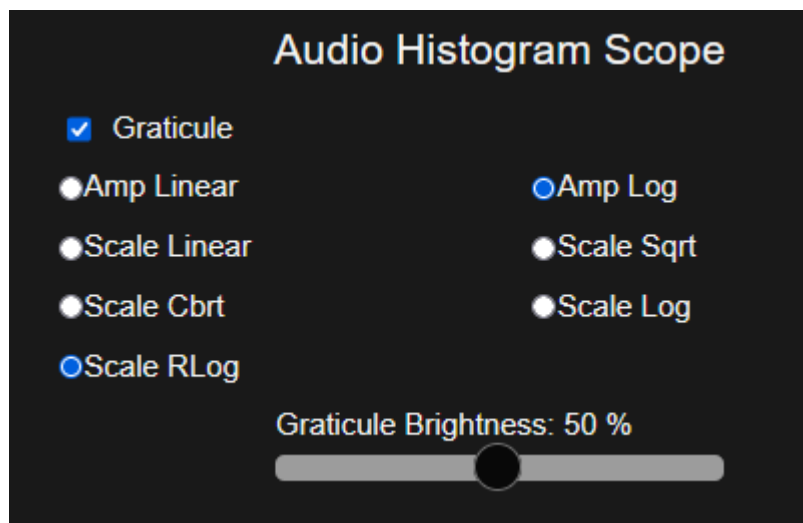 Audio Histogram Scope
Graticule
Amp Linear
Amp Log
Scale Linear
Scale Sqrt
Scale Cbrt
Scale Log
Scale RLog
Graticule Brightness: 50 %